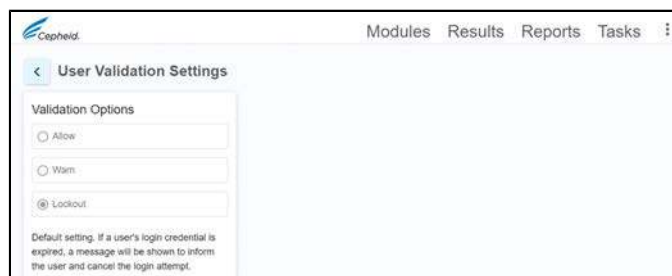 Cepheid.
Modules Results Reports Tasks
User Validation Settings
Validation Options
Allow
Warn
Lockout
Default setting. If a user's login credential is
expired, a message will be shown to inform
the user and cancel the login attempt.